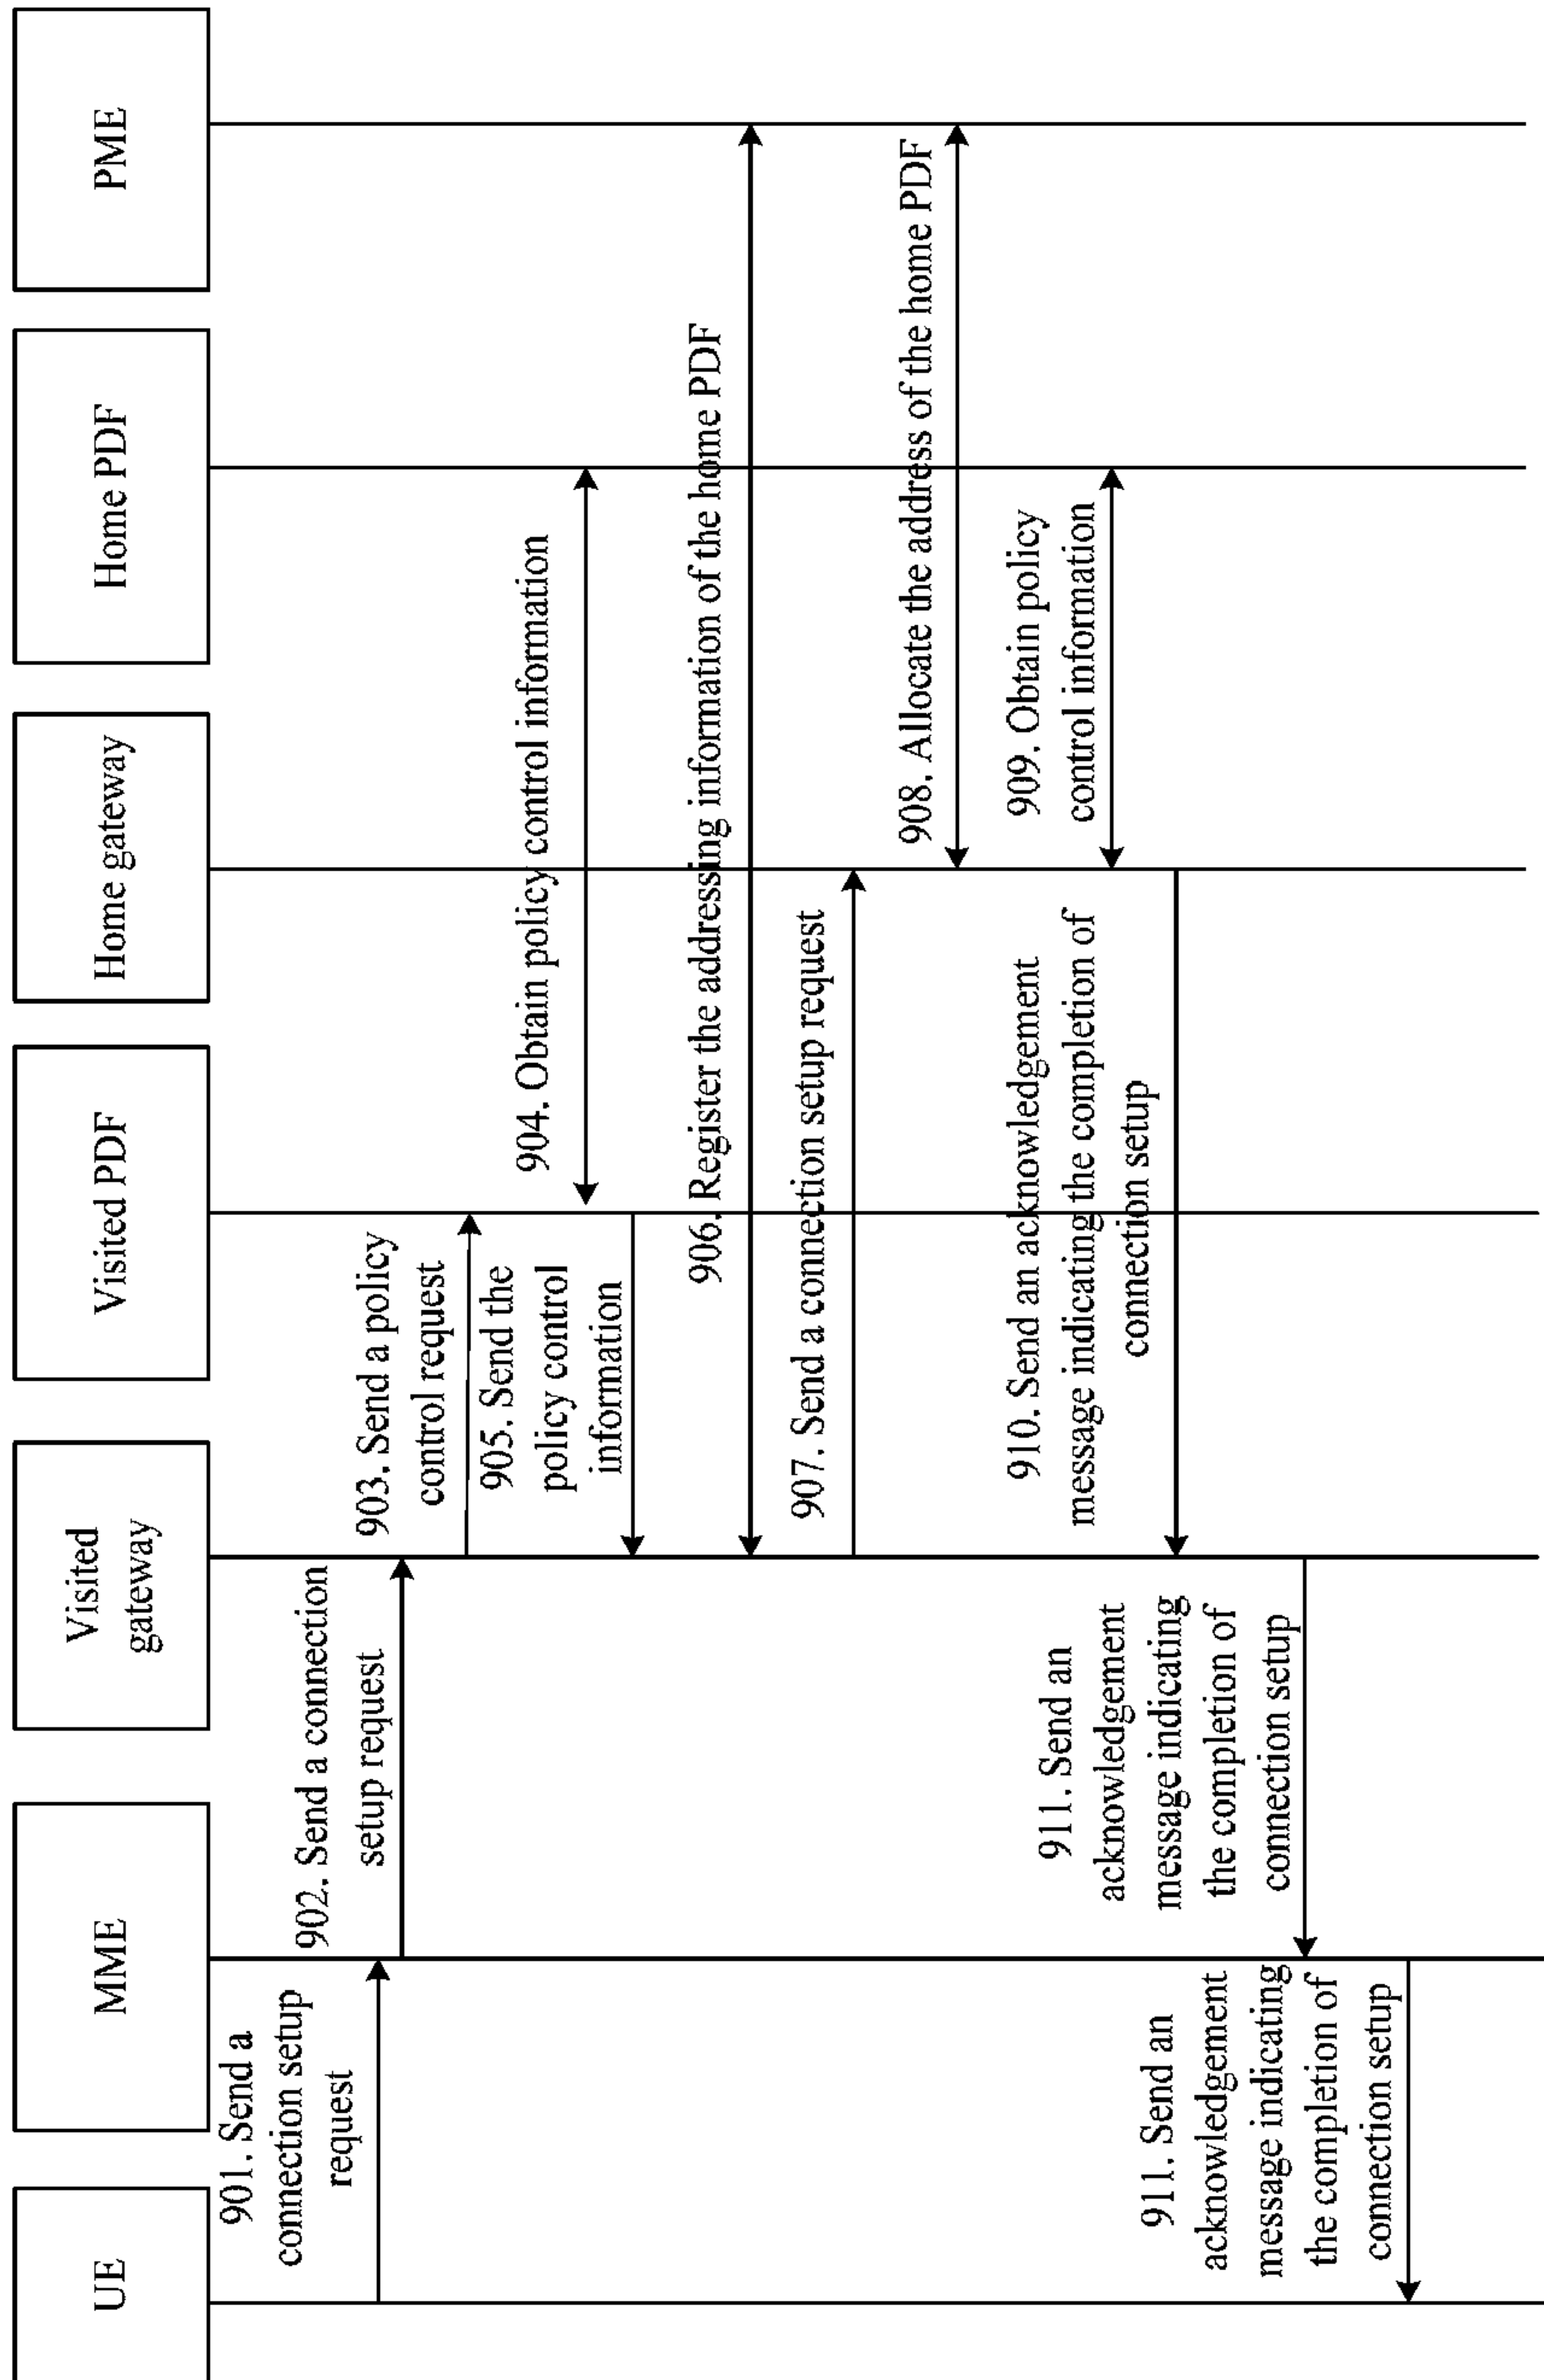 UE
MME
Visited
gateway
Visited PDF
Home gateway
Home PDF
PME
901. Send a
connection setup
request
902. Send a connection
setup request
903. Send a policy
control request
904. Obtain policy control information
905. Send the
policy control
information
906. Register the addressing information of the home PDF
907. Send a connection setup request
908. Allocate the address of the home PDF
909. Obtain policy
control information
910. Send an acknowledgement
message indicating the completion of
connection setup
911. Send an
acknowledgement
message indicating
the completion of
connection setup
911. Send an
acknowledgement
message indicating
the completion of
connection setup